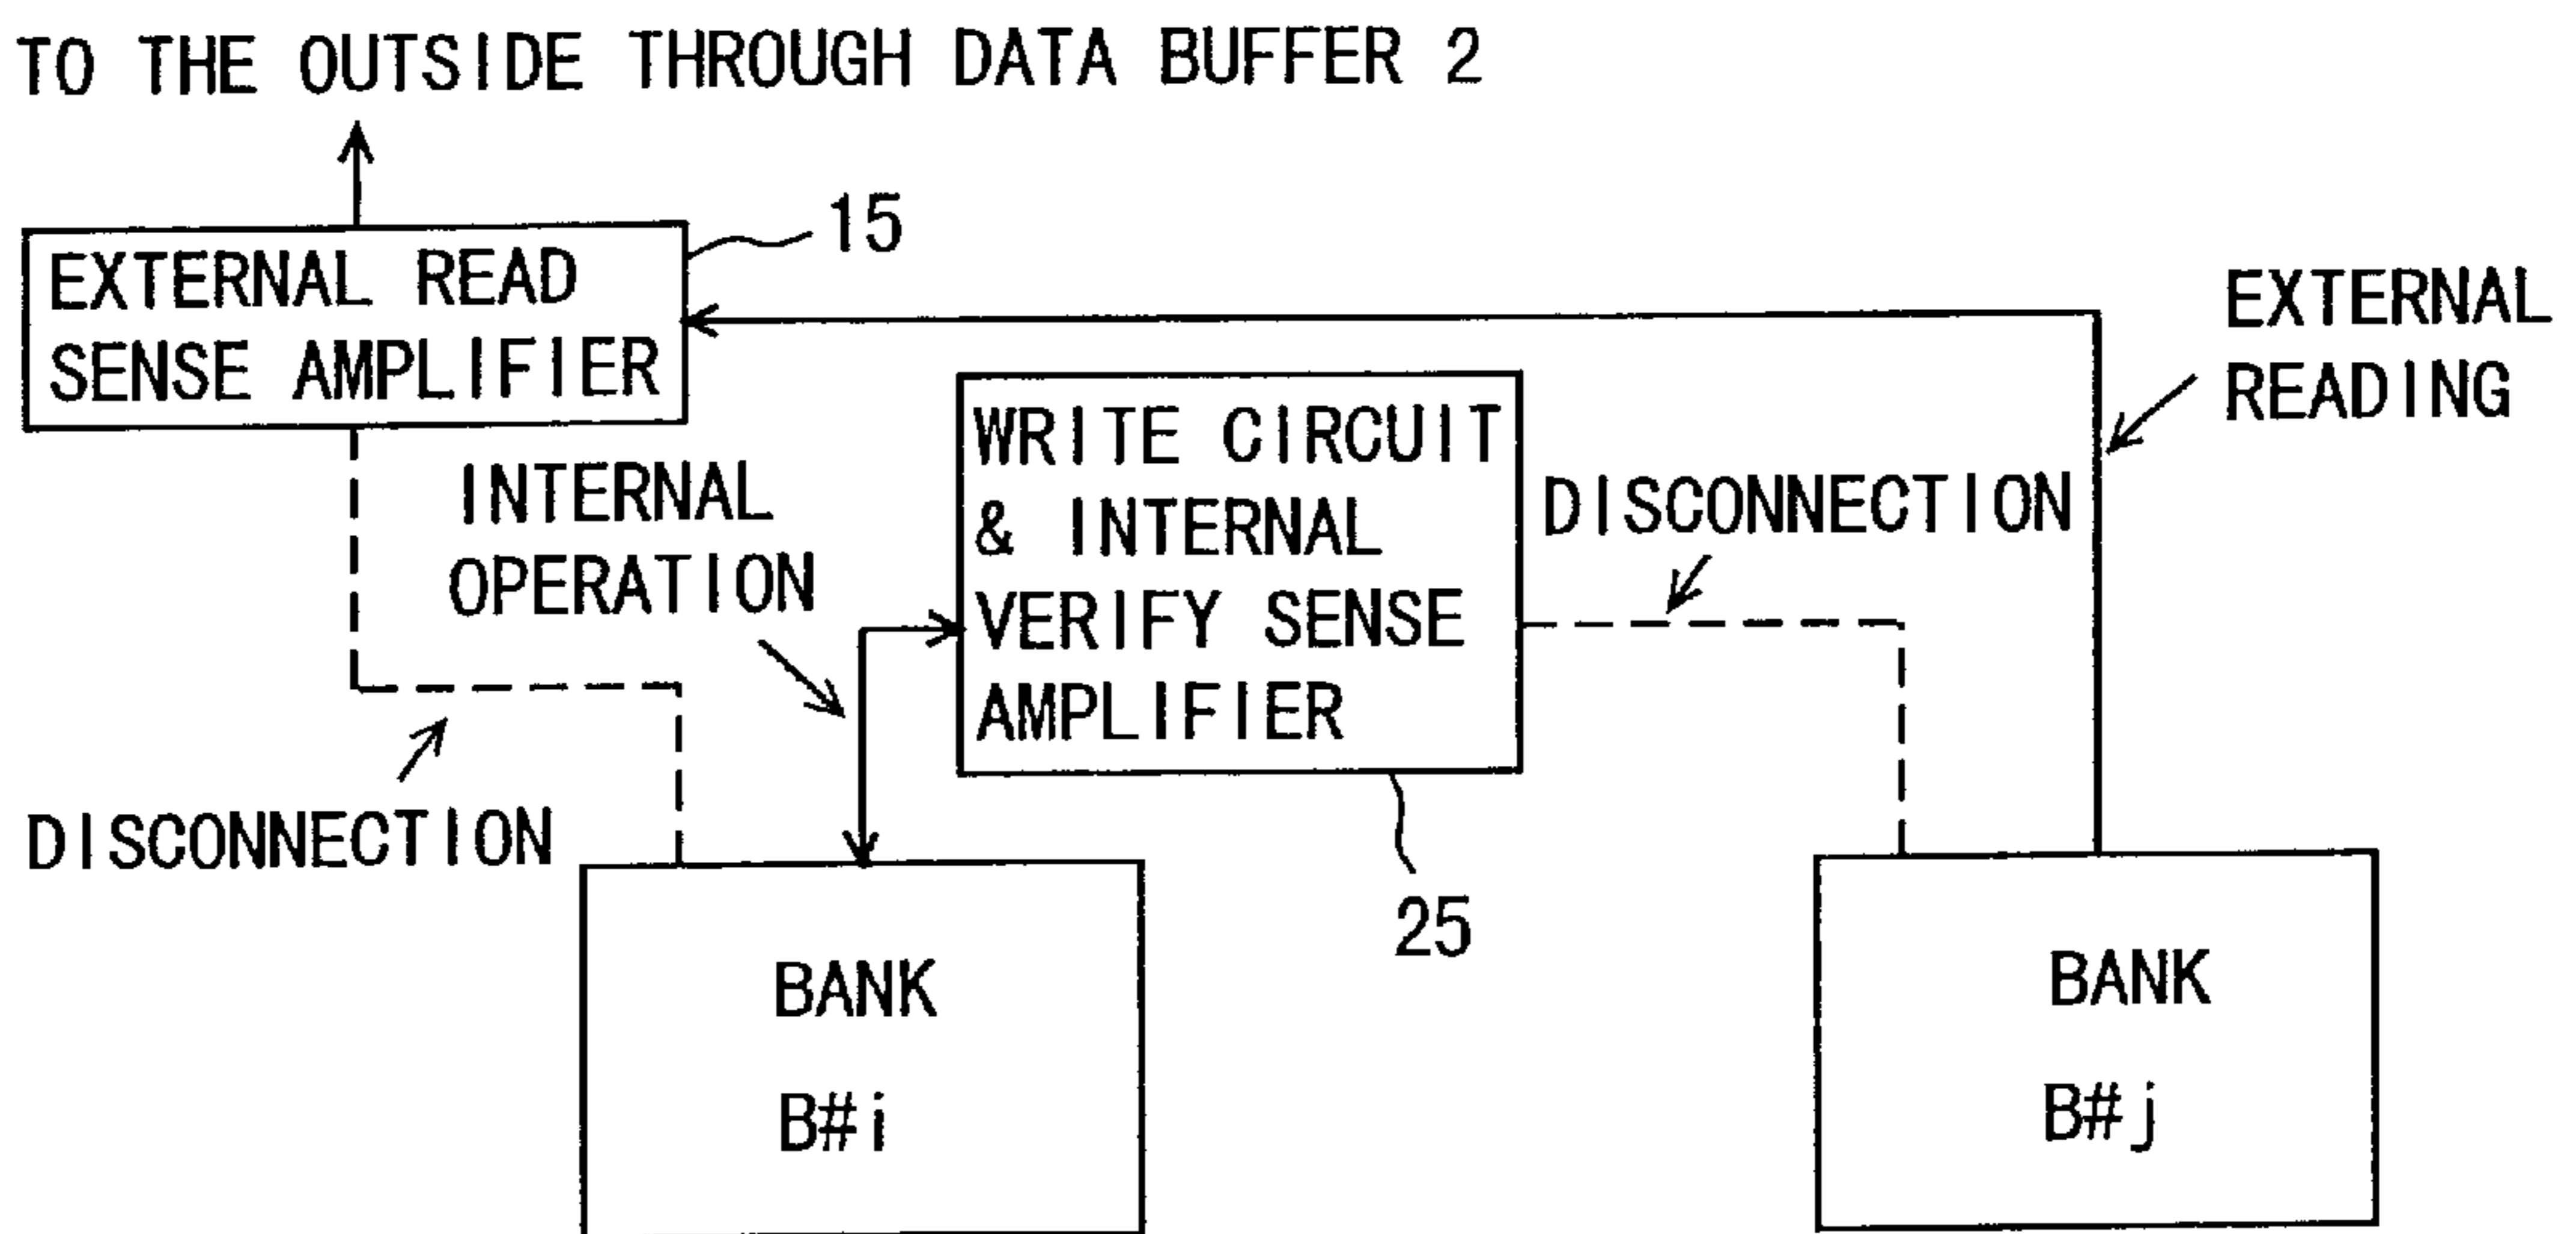 TO THE OUTSIDE THROUGH DATA BUFFER 2
15
EXTERNAL READ
SENSE AMPLIFIER
EXTERNAL
READING
WRITE CIRCUIT
& INTERNAL
VERIFY SENSE
AMPLIFIER
INTERNAL
OPERATION
DISCONNECTION
DISCONNECTION
25
BANK
B#i
BANK
B#j